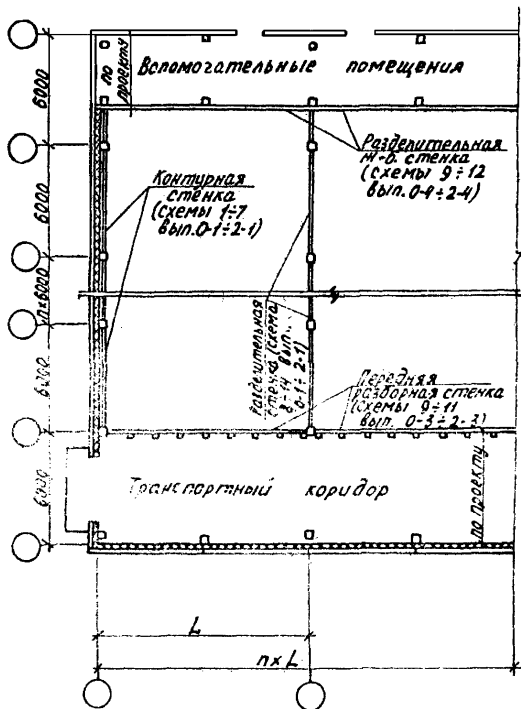 6000
по
проекту
Вспомогательные помещения
Разделительная
ж-б. стенка
(схемы 9÷12
вып. 0-4÷2-4)
6000
Контурная
стенка
(схемы 1÷7
вып. 0-1÷2-1)
n×6000
Разделительная
стенка (схема
8÷14 вып.
0-1÷2-1)
6000
Передняя
разборная стенка
(схемы 9÷11
вып. 0-3÷2-3)
6000
Транспортный коридор
по проекту
L
n×L